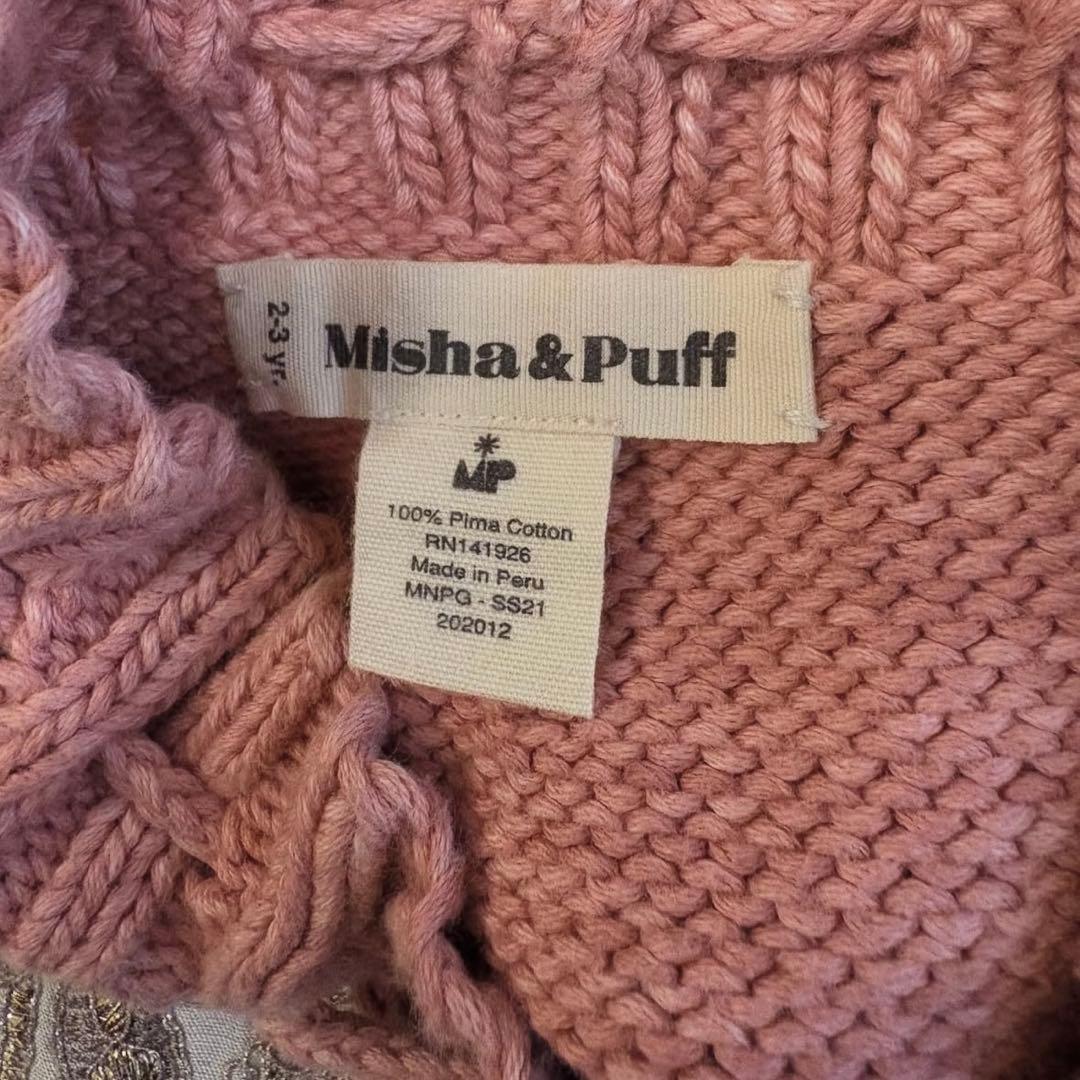 2-3 yr.
Misha&Puff
MP
100% Pima Cotton
RN141926
Made in Peru
MNPG - SS21
202012